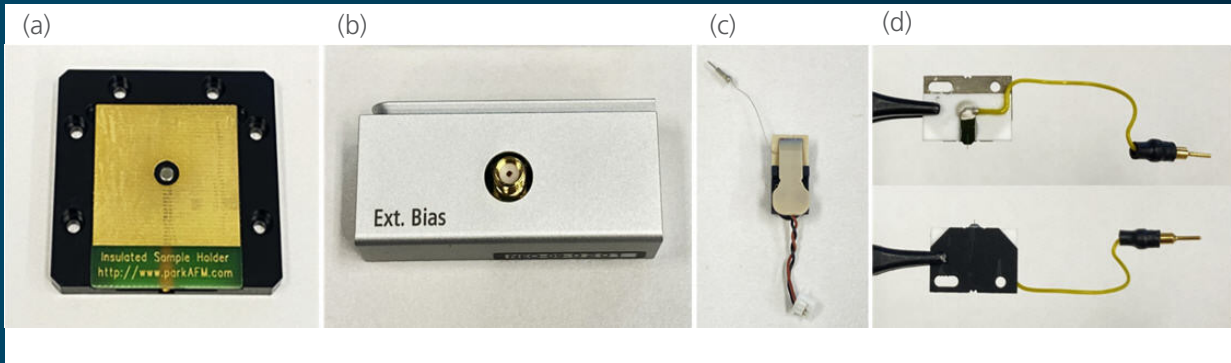 (a)
(b)
(c)
(d)
Insulated Sample Holder
http://www.parkAFM.com
Ext. Bias